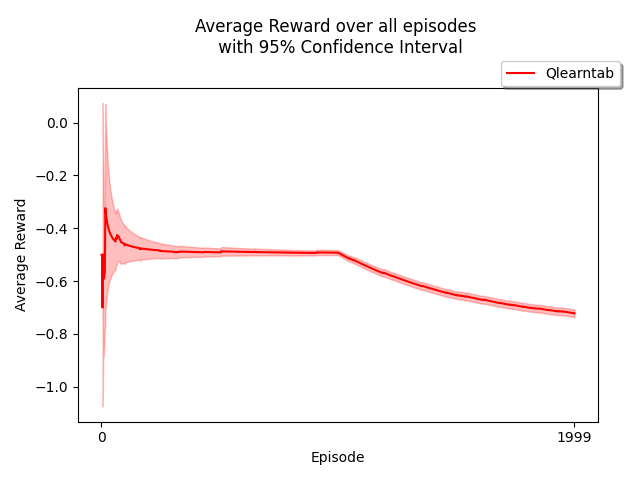 Average Reward over all episodes
with 95% Confidence Interval
Qlearntab
0.0
−0.2
−0.4
−0.6
−0.8
−1.0
Average Reward
0
1999
Episode